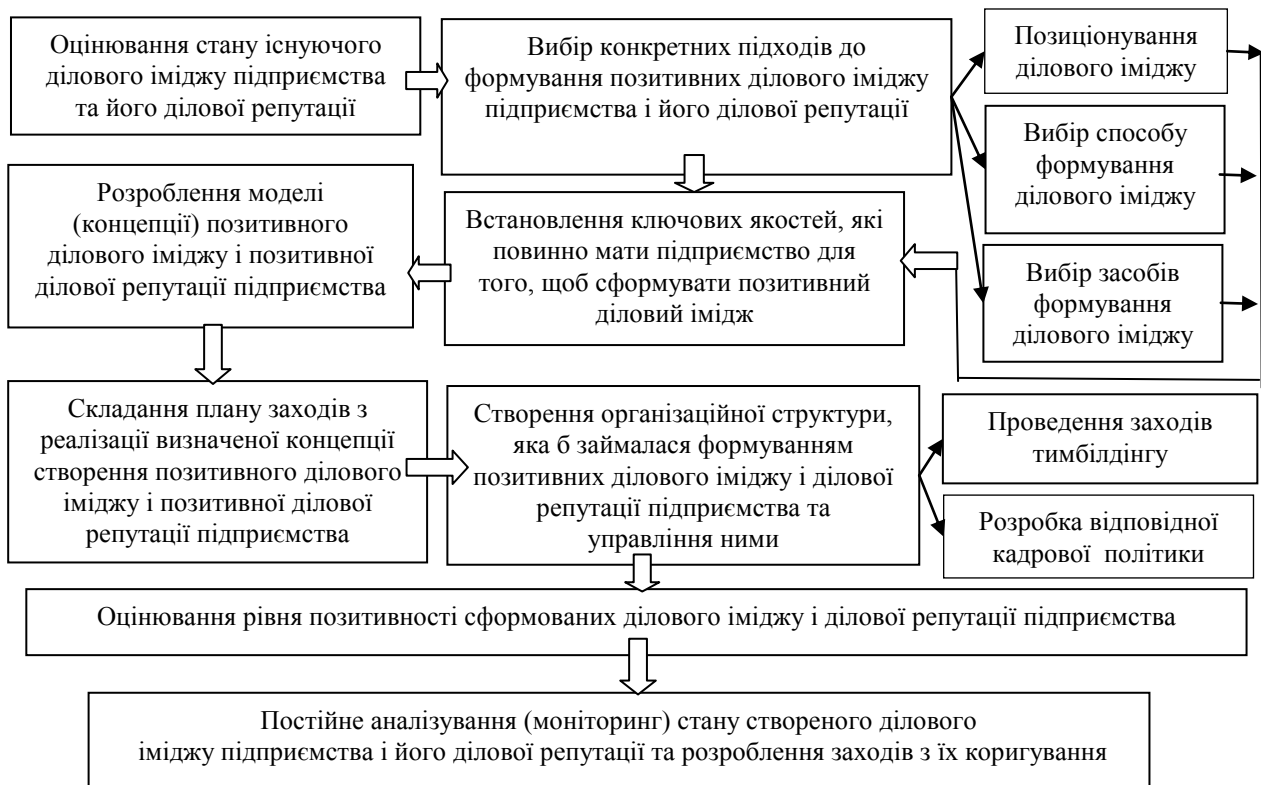 Оцінювання стану існуючого
ділового іміджу підприємства
та його ділової репутації
Вибір конкретних підходів до
формування позитивних ділового іміджу
підприємства і його ділової репутації
Позиціонування
ділового іміджу
Вибір способу
формування
ділового іміджу
Вибір засобів
формування
ділового іміджу
Встановлення ключових якостей, які
повинно мати підприємство для
того, щоб сформувати позитивний
діловий імідж
Розроблення моделі
(концепції) позитивного
ділового іміджу і позитивної
ділової репутації підприємства
Складання плану заходів з
реалізації визначеної концепції
створення позитивного ділового
іміджу і позитивної ділової
репутації підприємства
Створення організаційної структури,
яка б займалася формуванням
позитивних ділового іміджу і ділової
репутації підприємства та
управління ними
Проведення заходів
тимбілдінгу
Розробка відповідної
кадрової політики
Оцінювання рівня позитивності сформованих ділового іміджу і ділової репутації підприємства
Постійне аналізування (моніторинг) стану створеного ділового
іміджу підприємства і його ділової репутації та розроблення заходів з їх коригування